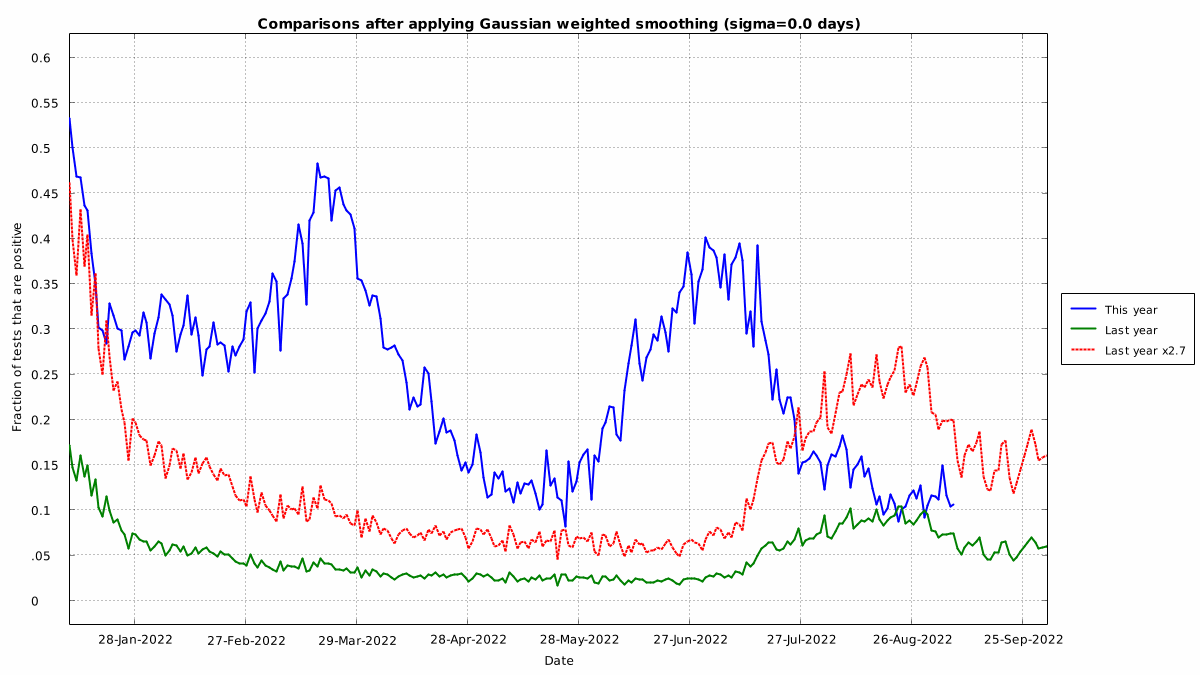 Comparisons after applying Gaussian weighted smoothing (sigma=0.0 days)
0.6
0.55
0.5
0.45
0.4
0.35
0.3
0.25
0.2
0.15
0.1
.05
0
Fraction of tests that are positive
28-Jan-2022
27-Feb-2022
29-Mar-2022
28-Apr-2022
28-May-2022
27-Jun-2022
27-Jul-2022
26-Aug-2022
25-Sep-2022
Date
This year
Last year
Last year x2.7